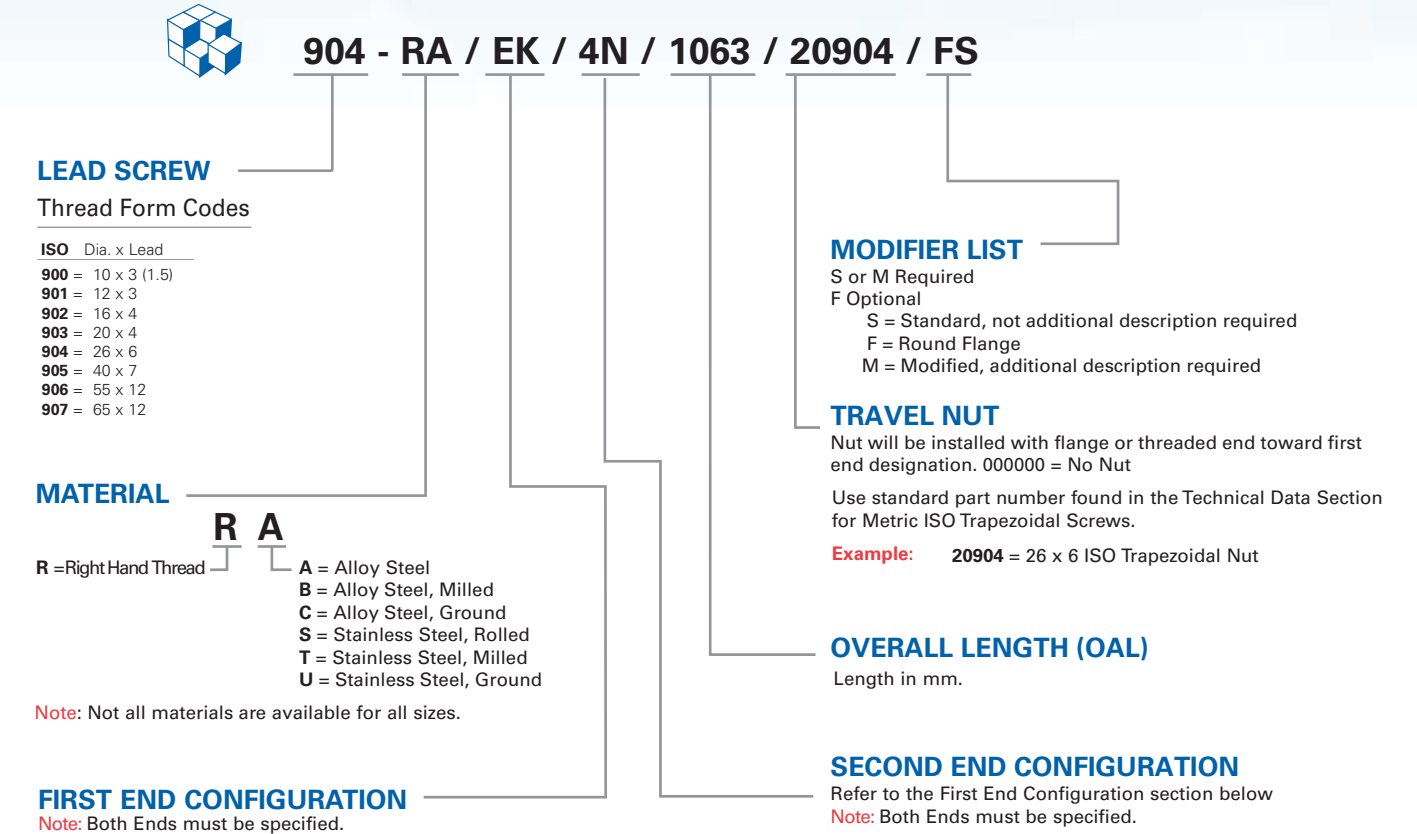 904 - RA / EK / 4N / 1063 / 20904 / FS
LEAD SCREW
Thread Form Codes
ISO Dia. x Lead
900 = 10 x 3 (1.5)
901 = 12 x 3
902 = 16 x 4
903 = 20 x 4
904 = 26 x 6
905 = 40 x 7
906 = 55 x 12
907 = 65 x 12
MATERIAL
R A
R =Right Hand Thread
A = Alloy Steel
B = Alloy Steel, Milled
C = Alloy Steel, Ground
S = Stainless Steel, Rolled
T = Stainless Steel, Milled
U = Stainless Steel, Ground
Note: Not all materials are available for all sizes.
FIRST END CONFIGURATION
Note: Both Ends must be specified.
MODIFIER LIST
S or M Required
F Optional
S = Standard, not additional description required
F = Round Flange
M = Modified, additional description required
TRAVEL NUT
Nut will be installed with flange or threaded end toward first
end designation. 000000 = No Nut
Use standard part number found in the Technical Data Section
for Metric ISO Trapezoidal Screws.
Example: 20904 = 26 x 6 ISO Trapezoidal Nut
OVERALL LENGTH (OAL)
Length in mm.
SECOND END CONFIGURATION
Refer to the First End Configuration section below
Note: Both Ends must be specified.